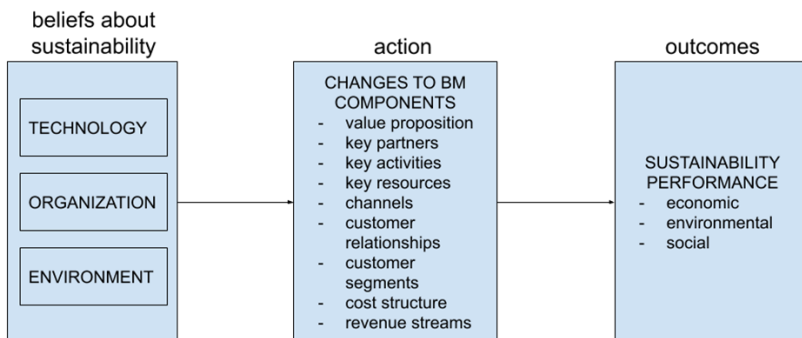 beliefs about
sustainability
TECHNOLOGY
ORGANIZATION
ENVIRONMENT
action
CHANGES TO BM
COMPONENTS
- value proposition
- key partners
- key activities
- key resources
- channels
- customer
relationships
- customer
segments
- cost structure
- revenue streams
outcomes
SUSTAINABILITY
PERFORMANCE
- economic
- environmental
- social